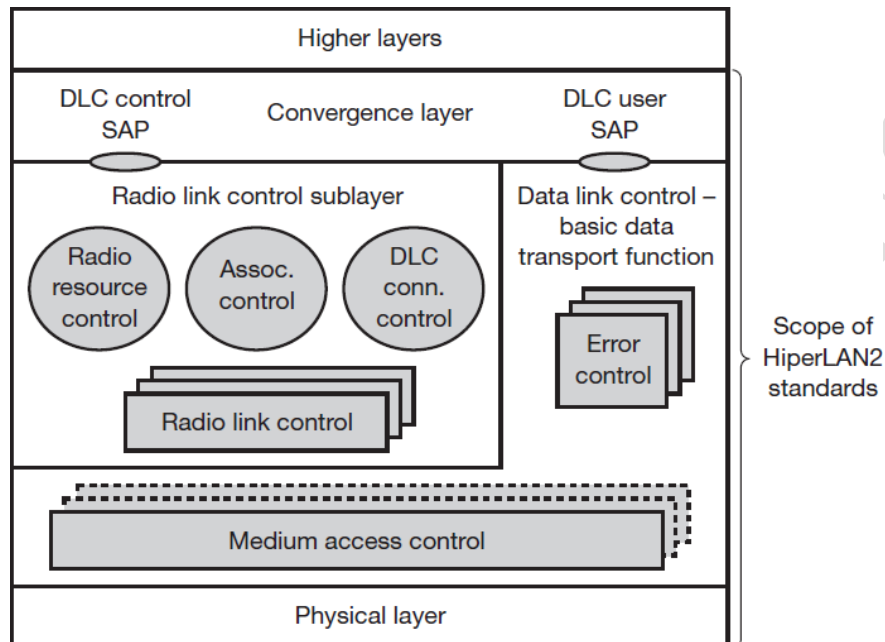 Higher layers
DLC control
SAP
Convergence layer
DLC user
SAP
Radio link control sublayer
Radio
resource
control
Assoc.
control
DLC
conn.
control
Radio link control
Data link control –
basic data
transport function
Error
control
Medium access control
Physical layer
Scope of
HiperLAN2
standards